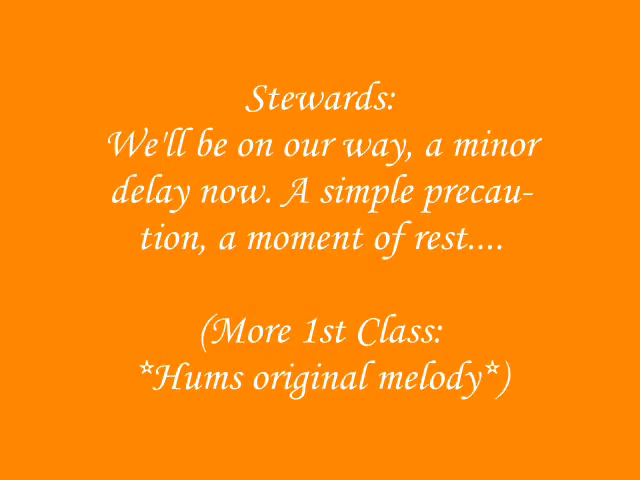 Stewards:
We'll be on our way, a minor
delay now. A simple precau-
tion, a moment of rest....
(More 1st Class:
*Hums original melody*)